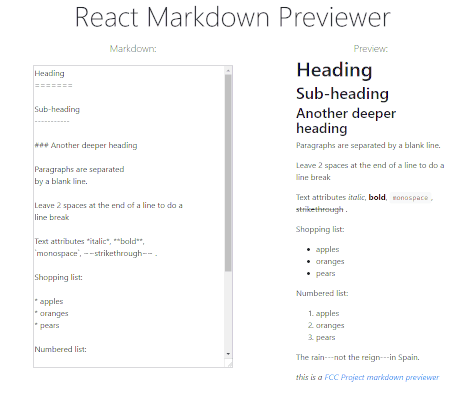 React Markdown Previewer
Markdown:
Heading
=======
Sub-heading
-----------
### Another deeper heading
Paragraphs are separated
by a blank line.
Leave 2 spaces at the end of a line to do a
line break
Text attributes *italic*, **bold**,
`monospace`, ~~strikethrough~~ .
Shopping list:
* apples
* oranges
* pears
Numbered list:
Preview:
Heading
Sub-heading
Another deeper
heading
Paragraphs are separated by a blank line.
Leave 2 spaces at the end of a line to do a
line break
Text attributes italic, bold, monospace ,
strikethrough .
Shopping list:
• apples
• oranges
• pears
Numbered list:
1. apples
2. oranges
3. pears
The rain---not the reign---in Spain.
this is a FCC Project markdown previewer